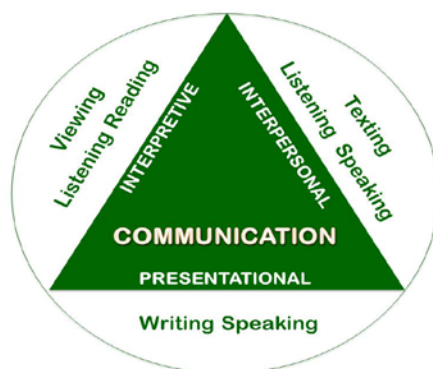 Viewing
Listening Reading
INTERPRETIVE
Texting
Listening Speaking
INTERPERSONAL
COMMUNICATION
PRESENTATIONAL
Writing Speaking